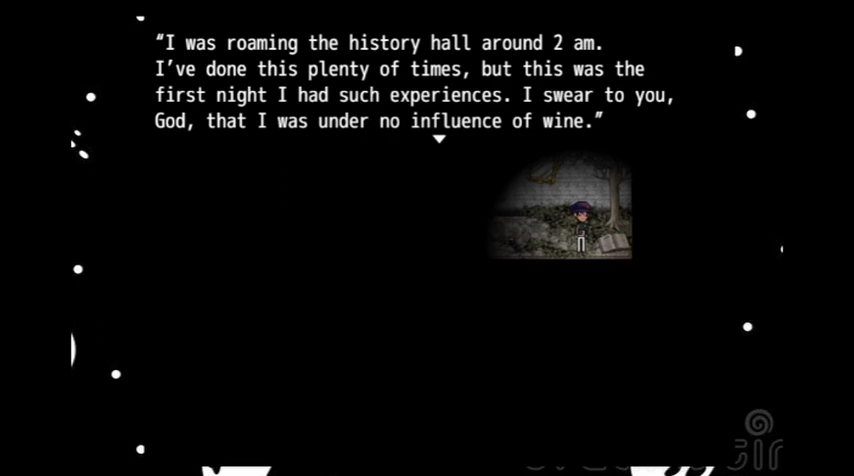 “I was roaming the history hall around 2 am.
I’ve done this plenty of times, but this was the
first night I had such experiences. I swear to you,
God, that I was under no influence of wine.”